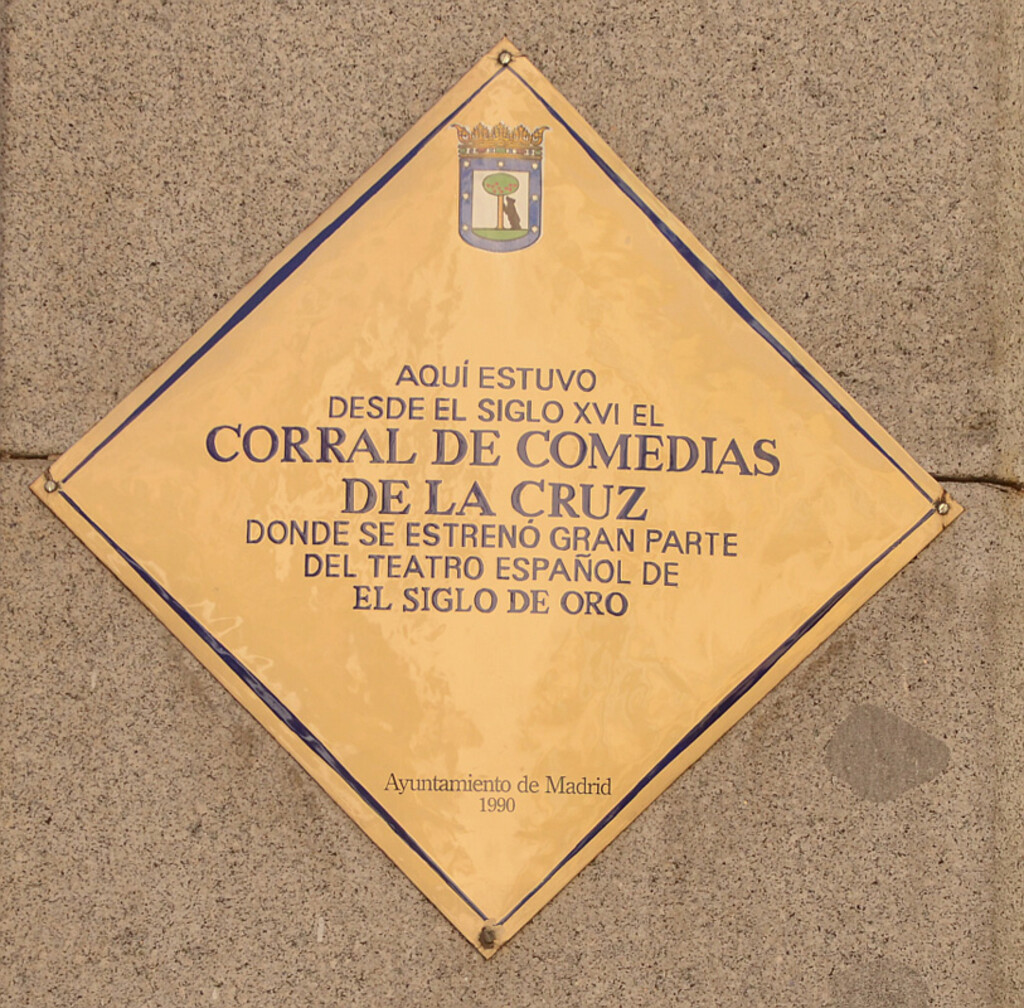 AQUÍ ESTUVO
DESDE EL SIGLO XVI EL
CORRAL DE COMEDIAS
DE LA CRUZ
DONDE SE ESTRENÓ GRAN PARTE
DEL TEATRO ESPAÑOL DE
EL SIGLO DE ORO
Ayuntamiento de Madrid
1990